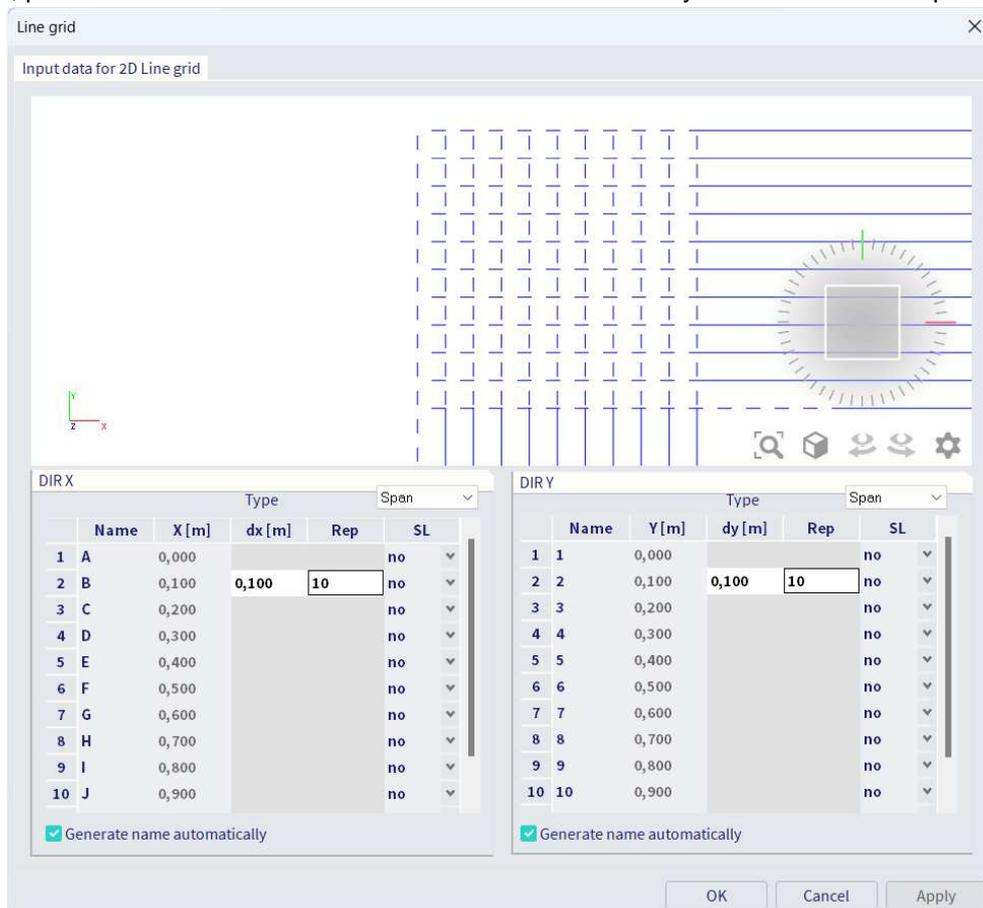 Line grid
Input data for 2D Line grid
Y
Z X
DIR X
Type Span
Name X [m] dx [m] Rep SL
1 A 0,000 no
2 B 0,100 0,100 10 no
3 C 0,200 no
4 D 0,300 no
5 E 0,400 no
6 F 0,500 no
7 G 0,600 no
8 H 0,700 no
9 I 0,800 no
10 J 0,900 no
Generate name automatically
DIR Y
Type Span
Name Y [m] dy [m] Rep SL
1 1 0,000 no
2 2 0,100 0,100 10 no
3 3 0,200 no
4 4 0,300 no
5 5 0,400 no
6 6 0,500 no
7 7 0,600 no
8 8 0,700 no
9 9 0,800 no
10 10 0,900 no
Generate name automatically
OK Cancel Apply